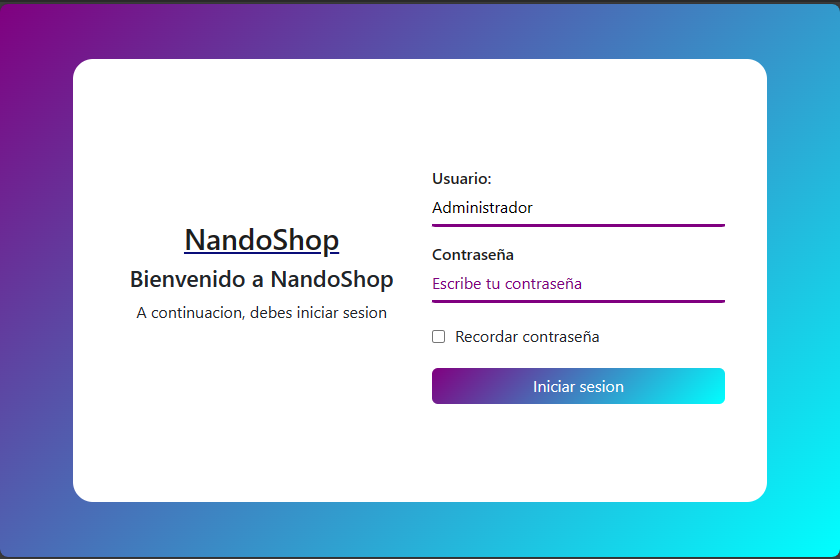 NandoShop
Bienvenido a NandoShop
A continuacion, debes iniciar sesion
Usuario:
Administrador
Contraseña
Escribe tu contraseña
Recordar contraseña
Iniciar sesion